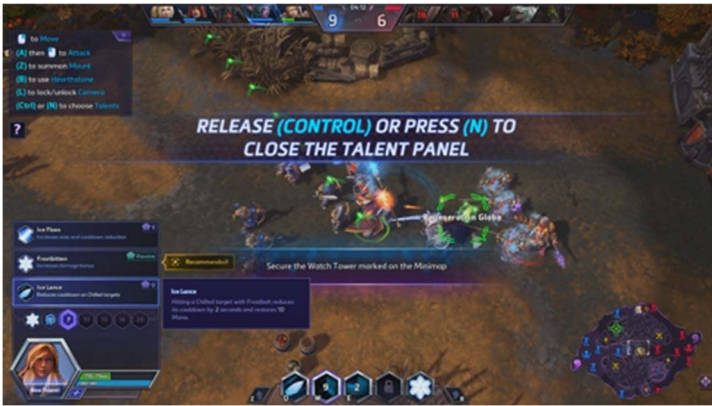 9 6
to Move
(A) then to Attack
(Z) to summon Mount
(B) to use Hearthstone
(L) to lock/unlock Camera
(Ctrl) or (N) to choose Talents
?
RELEASE (CONTROL) OR PRESS (N) TO
CLOSE THE TALENT PANEL
Regeneration Globe
Ice Floes
Frostbitten
Passive
Recommended
Secure the Watch Tower marked on the Minimap
Ice Lance
Reduces cooldown on Chilled targets
Ice Lance
Hitting a Chilled target with Frostbolt reduces
its cooldown by 2 seconds and restores 10
Mana.
7
9 2
Q W E R